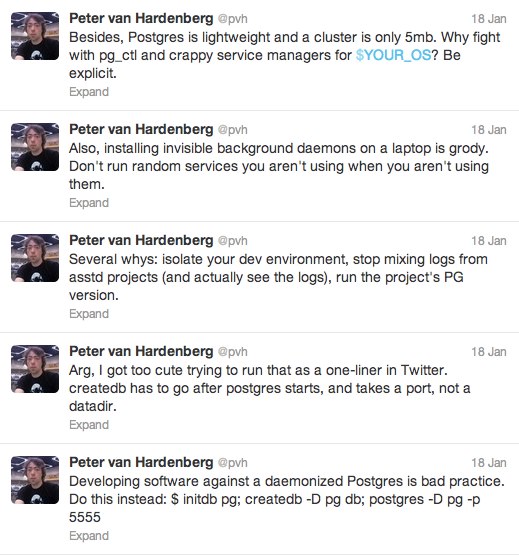 Peter van Hardenberg @pvh 18 Jan
Besides, Postgres is lightweight and a cluster is only 5mb. Why fight
with pg_ctl and crappy service managers for $YOUR_OS? Be
explicit.
Expand
Peter van Hardenberg @pvh 18 Jan
Also, installing invisible background daemons on a laptop is grody.
Don't run random services you aren't using when you aren't using
them.
Expand
Peter van Hardenberg @pvh 18 Jan
Several whys: isolate your dev environment, stop mixing logs from
asstd projects (and actually see the logs), run the project's PG
version.
Expand
Peter van Hardenberg @pvh 18 Jan
Arg, I got too cute trying to run that as a one-liner in Twitter.
createdb has to go after postgres starts, and takes a port, not a
datadir.
Expand
Peter van Hardenberg @pvh 18 Jan
Developing software against a daemonized Postgres is bad practice.
Do this instead: $ initdb pg; createdb -D pg db; postgres -D pg -p
5555
Expand